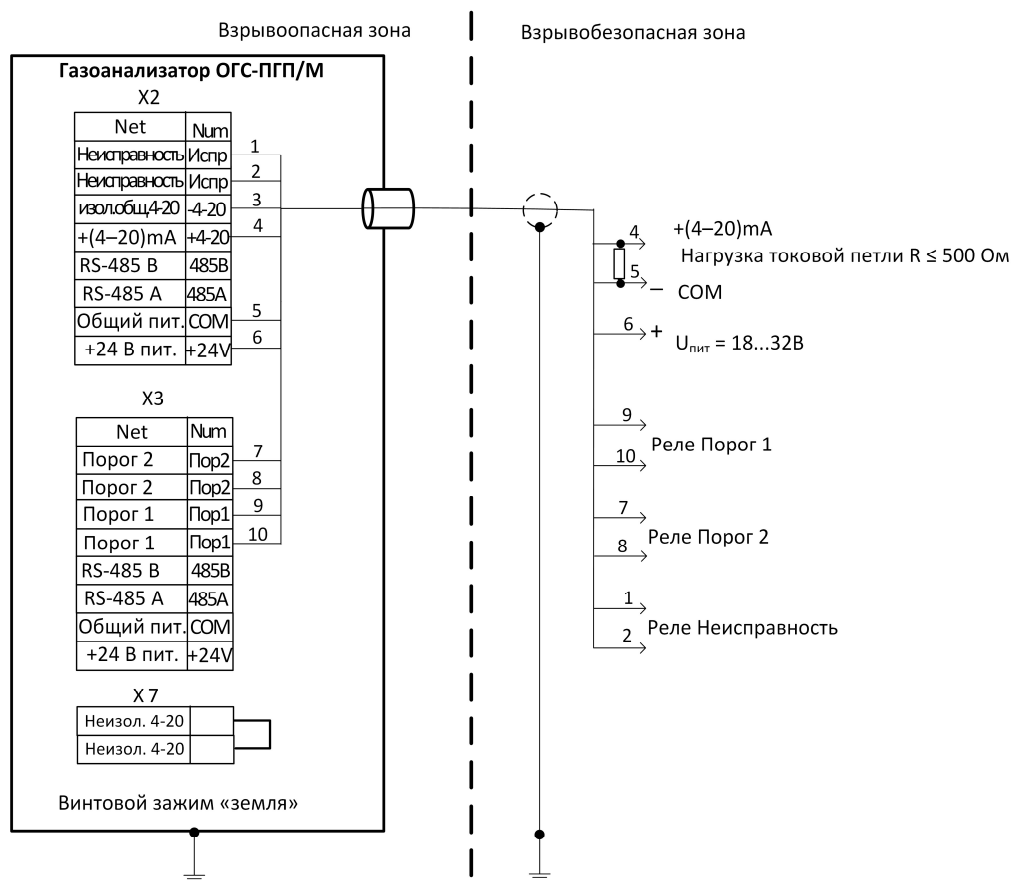 Взрывоопасная зона
Взрывобезопасная зона
Газоанализатор ОГС-ПГП/М
X2
Net Num
Неисправность Испр 1
Неисправность Испр 2
изол.общ.4-20 -4-20 3
+(4–20)mA +4-20 4
RS-485 B 485B
RS-485 A 485A
Общий пит. COM 5
+24 В пит. +24V 6
X3
Net Num
Порог 2 Пор2 7
Порог 2 Пор2 8
Порог 1 Пор1 9
Порог 1 Пор1 10
RS-485 B 485B
RS-485 A 485A
Общий пит. COM
+24 В пит. +24V
X 7
Неизол. 4-20
Неизол. 4-20
Винтовой зажим «земля»
4 +(4–20)mA
Нагрузка токовой петли R ≤ 500 Ом
5 – COM
6 + Uпит = 18...32В
9
Реле Порог 1
10
7
Реле Порог 2
8
1
Реле Неисправность
2